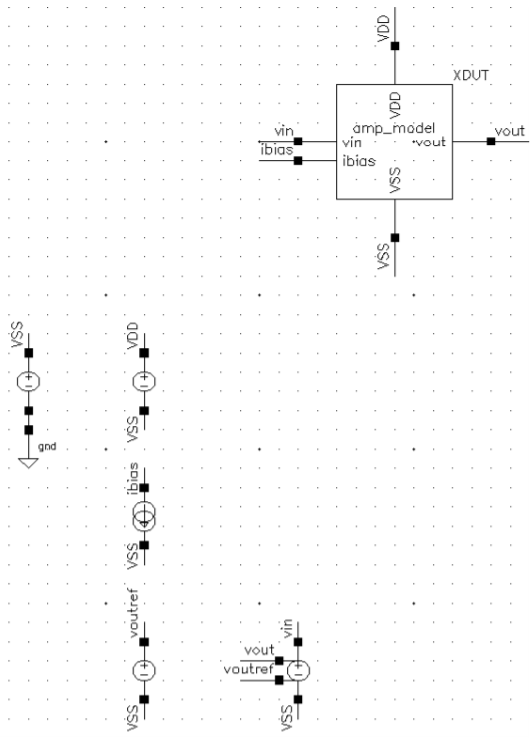 VDD
XDUT
VDD
amp_model
vin
vin
vout
vout
ibias
ibias
VSS
VSS
VSS
VDD
VSS
gnd
ibias
VSS
voutref
vin
vout
voutref
VSS
VSS